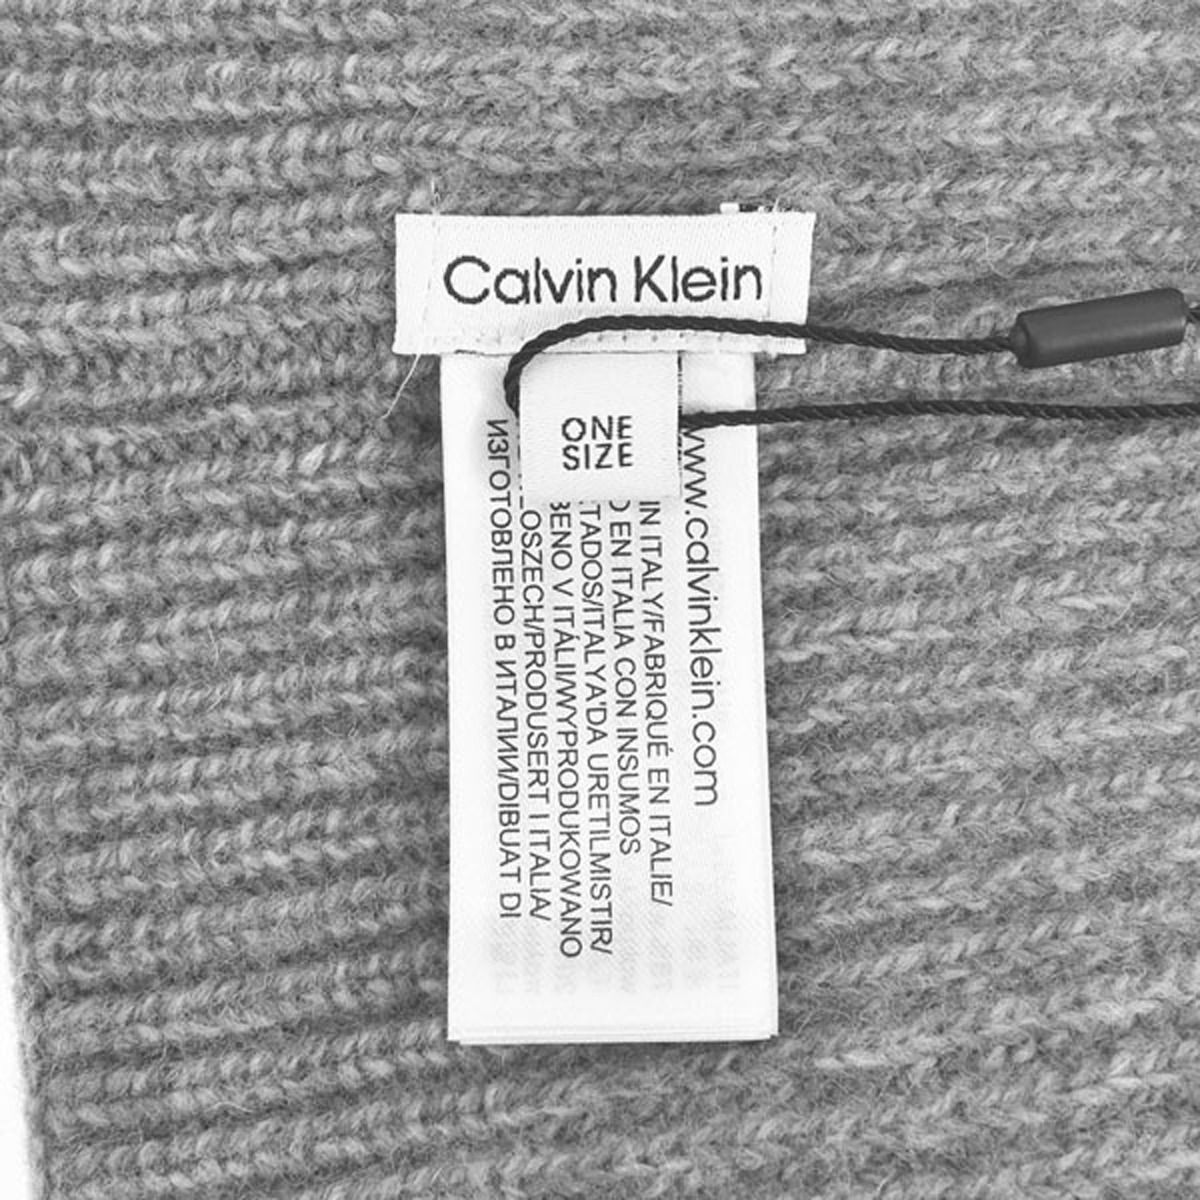 Calvin Klein
ONE
SIZE
www.calvinklein.com
IN ITALY/FABRIQUÉ EN ITALIE/
EN ITALIA CON INSUMOS
TADOS/ITALYA'DA URETILMISTIR/
BENO V ITÁLII/WYPRODUKOWANO
OSZECH/PRODUSERT I ITALIA/
ИЗГОТОВЛЕНО В ИТАЛИИ/DIBUAT DI